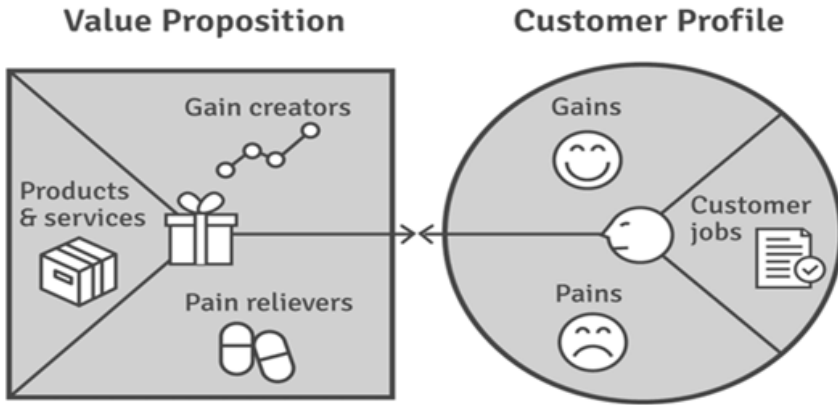 Value Proposition
Customer Profile
Gain creators
Products
& services
Pain relievers
Gains
Customer
jobs
Pains